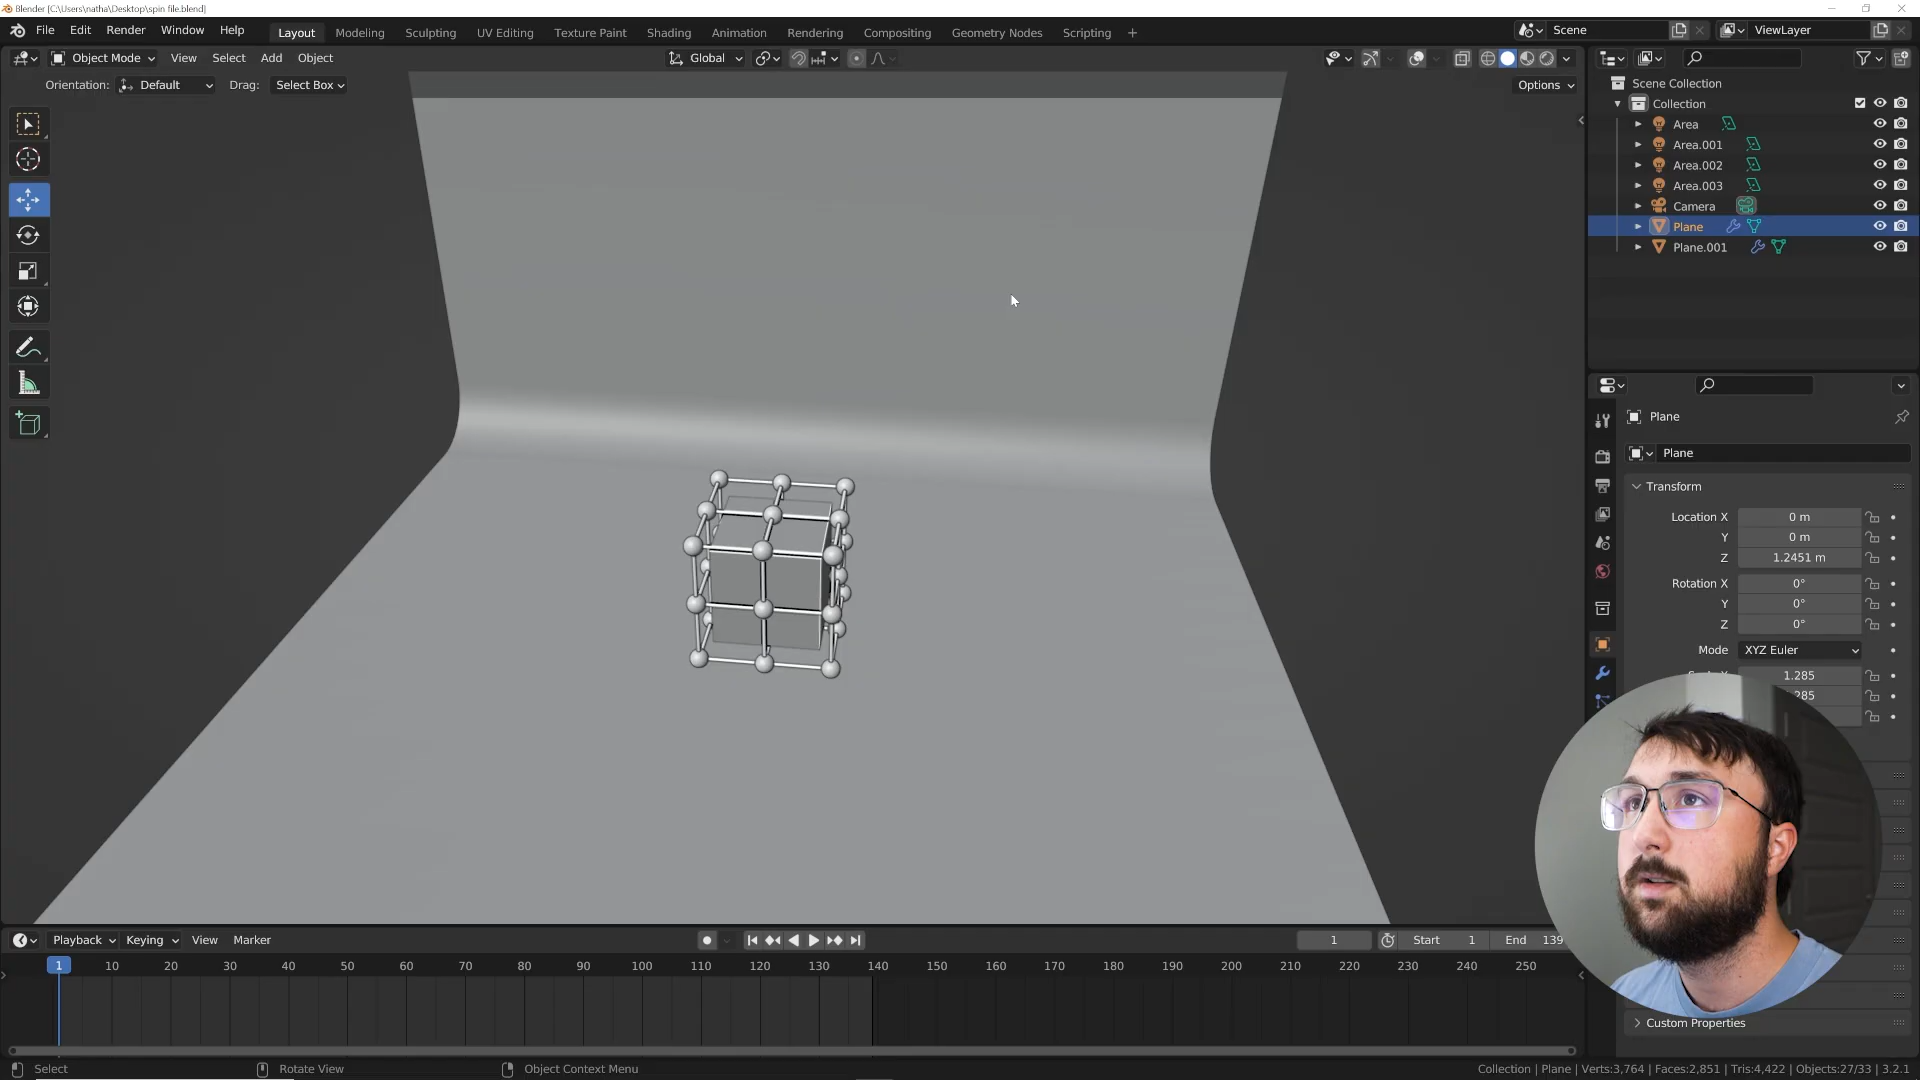 Blender [C:\Users\natha\Desktop\spin file.blend]
File Edit Render Window Help
Layout Modeling Sculpting UV Editing Texture Paint Shading Animation Rendering Compositing Geometry Nodes Scripting +
Scene
ViewLayer
Object Mode View Select Add Object
Global
Orientation: Default Drag: Select Box
Options
Scene Collection
Collection
Area
Area.001
Area.002
Area.003
Camera
Plane
Plane.001
Plane
Plane
Transform
Location X 0 m
Y 0 m
Z 1.2451 m
Rotation X 0°
Y 0°
Z 0°
Mode XYZ Euler
1.285
285
Custom Properties
Playback Keying View Marker
1
Start 1
End 139
1 10 20 30 40 50 60 70 80 90 100 110 120 130 140 150 160 170 180 190 200 210 220 230 240 250
Select
Rotate View
Object Context Menu
Collection | Plane | Verts:3,764 | Faces:2,851 | Tris:4,422 | Objects:27/33 | 3.2.1